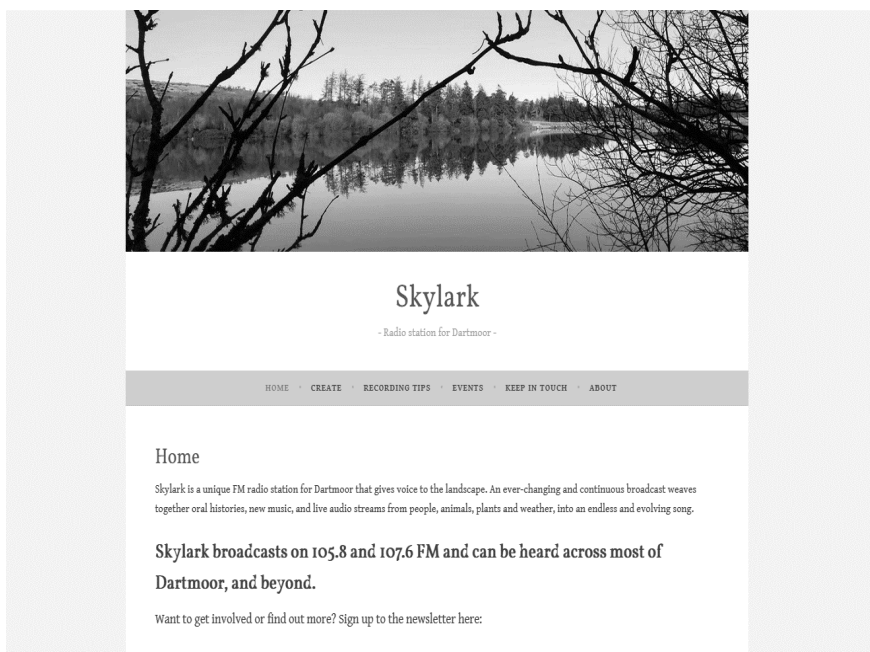 Skylark
- Radio station for Dartmoor -
HOME · CREATE · RECORDING TIPS · EVENTS · KEEP IN TOUCH · ABOUT
Home
Skylark is a unique FM radio station for Dartmoor that gives voice to the landscape. An ever-changing and continuous broadcast weaves
together oral histories, new music, and live audio streams from people, animals, plants and weather, into an endless and evolving song.
Skylark broadcasts on 105.8 and 107.6 FM and can be heard across most of
Dartmoor, and beyond.
Want to get involved or find out more? Sign up to the newsletter here: